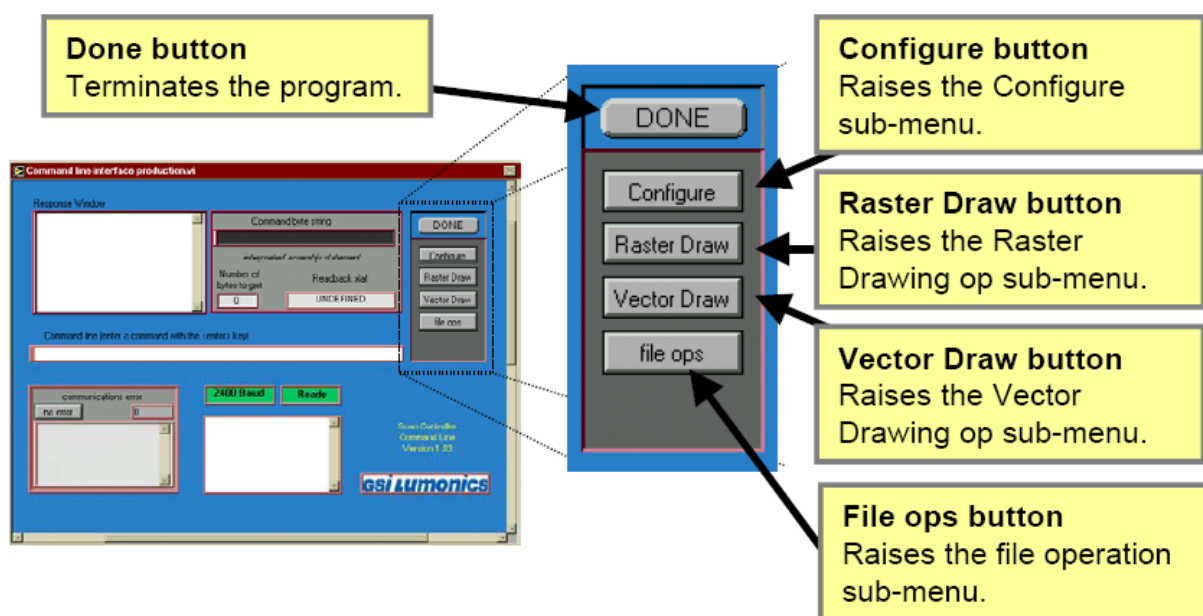 Done button
Terminates the program.
Configure button
Raises the Configure
sub-menu.
DONE
Configure
Raster Draw
Vector Draw
file ops
Raster Draw button
Raises the Raster
Drawing op sub-menu.
Vector Draw button
Raises the Vector
Drawing op sub-menu.
File ops button
Raises the file operation
sub-menu.
Command line interface production.vi
Response Window
Command byte string
DONE
Configure
Raster Draw
Vector Draw
file ops
Number of
bytes to get
0
Readback
UNDEFINED
Command line (enter a command with the <enter> key)
communications error
no error
0
2400 Baud
Ready
Scan Controller
Command Line
Version 1.03
GSI LUMONICS